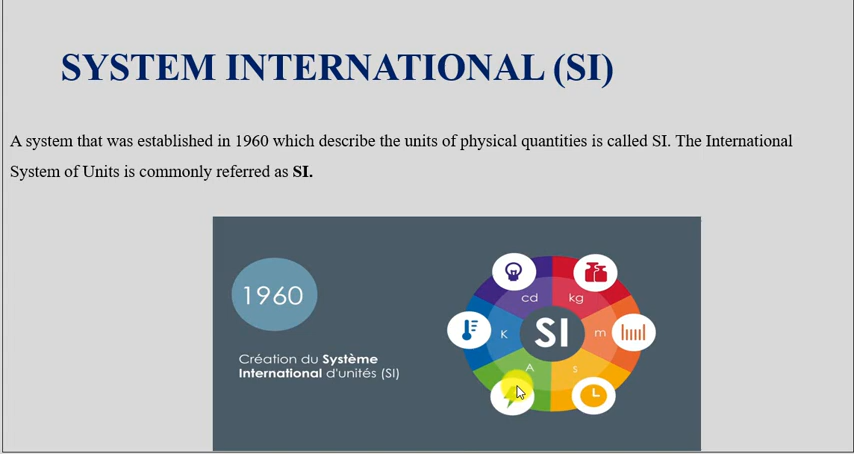 SYSTEM INTERNATIONAL (SI)
A system that was established in 1960 which describe the units of physical quantities is called SI. The International
System of Units is commonly referred as SI.
1960
Création du Système
International d'unités (SI)
cd
kg
K
SI
m
A
s